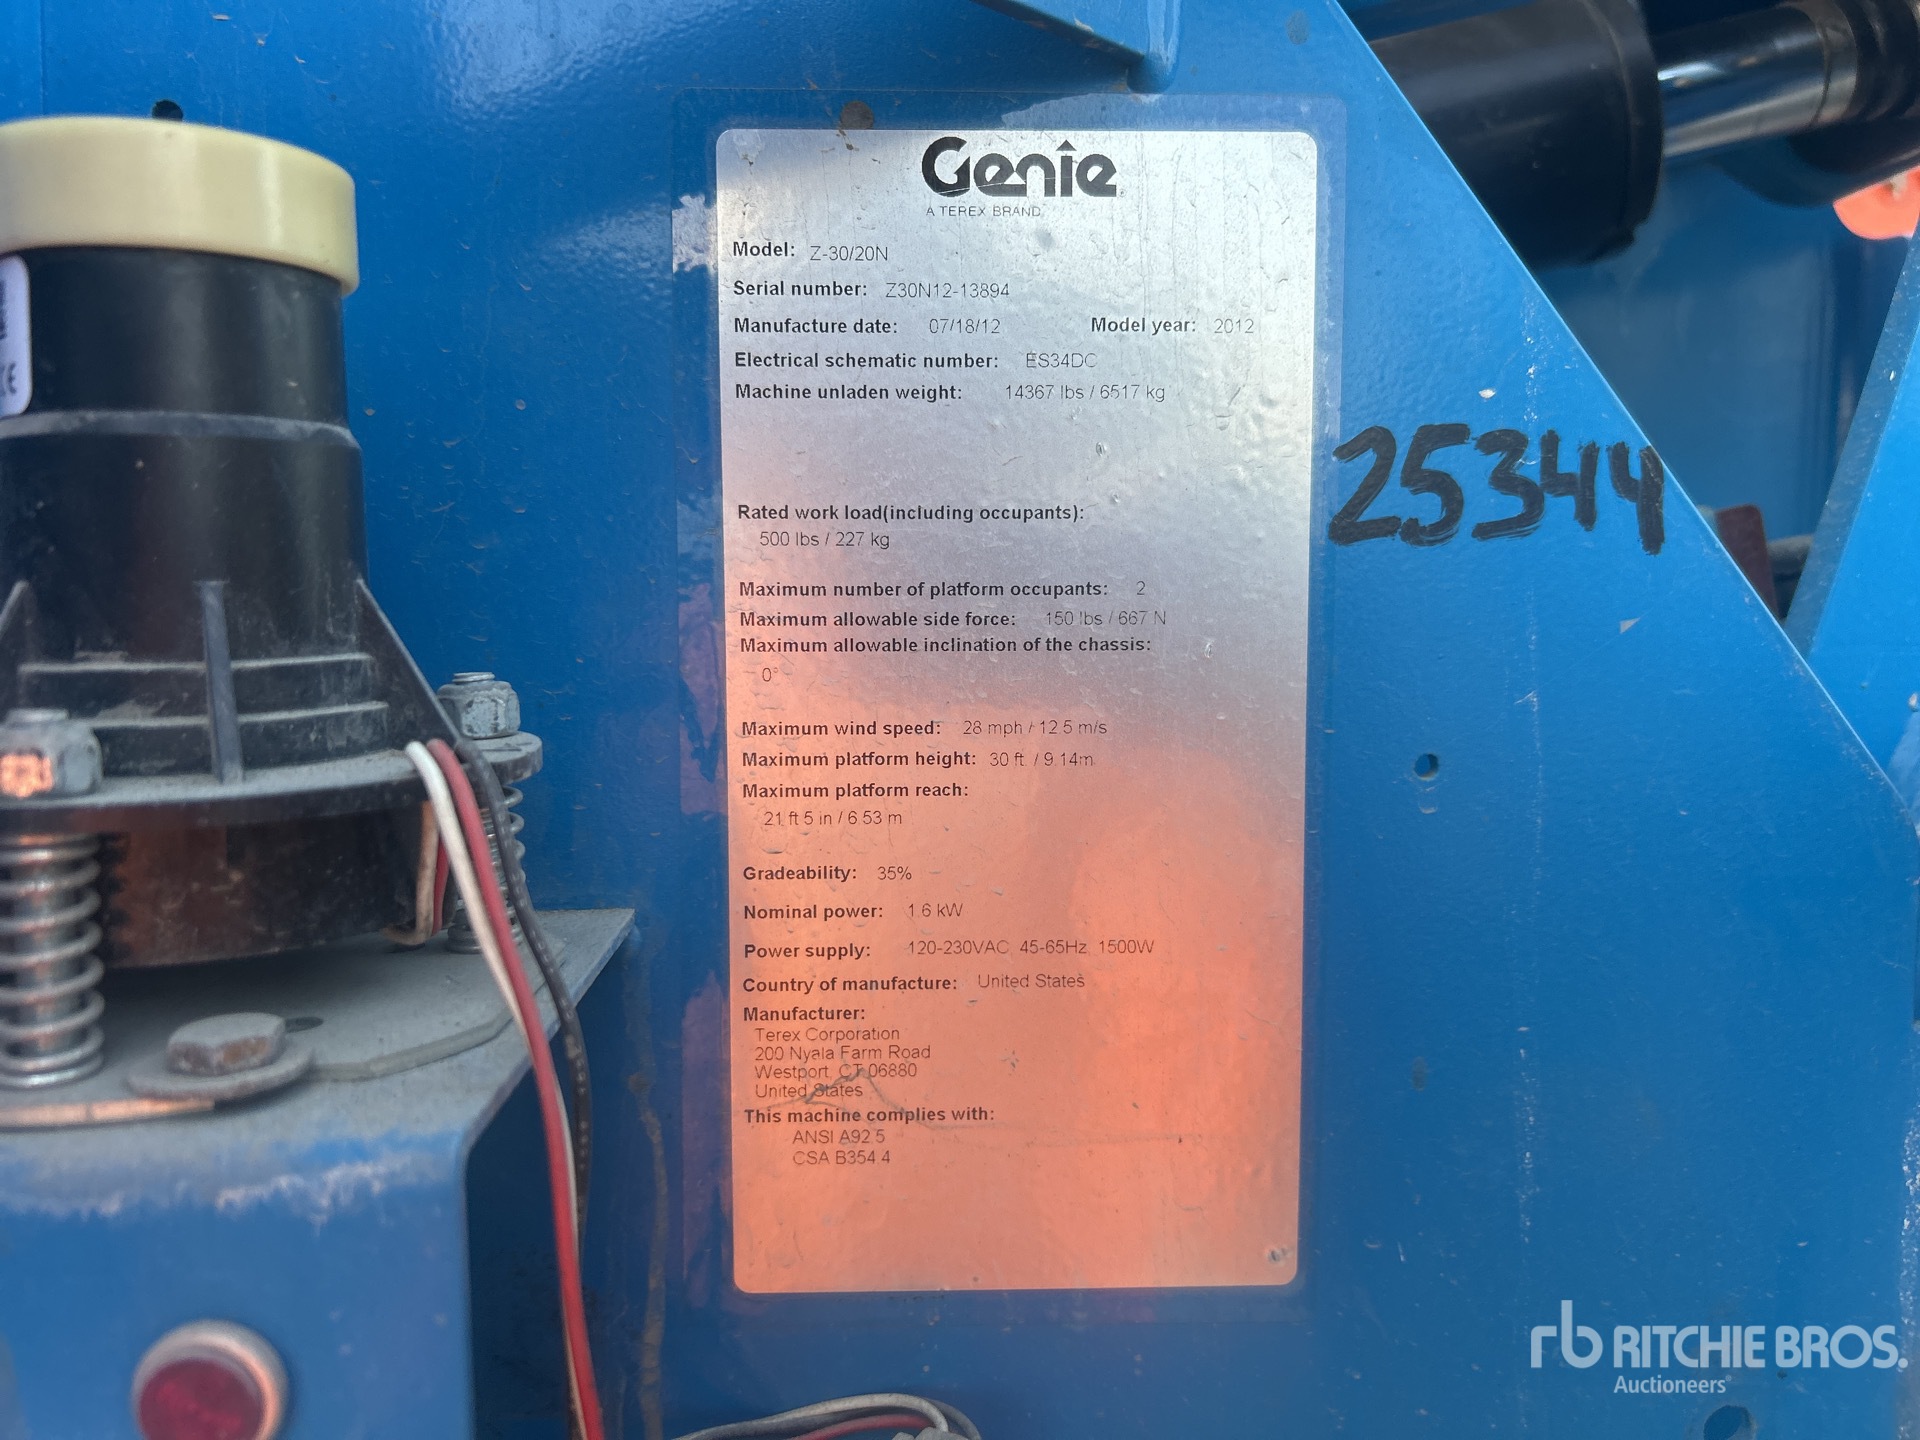 Genie
A TEREX BRAND
Model: Z-30/20N
Serial number: Z30N12-13894
Manufacture date: 07/18/12 Model year: 2012
Electrical schematic number: ES34DC
Machine unladen weight: 14367 lbs / 6517 kg
25344
Rated work load(including occupants):
500 lbs / 227 kg
Maximum number of platform occupants: 2
Maximum allowable side force: 150 lbs / 667 N
Maximum allowable inclination of the chassis:
0°
Maximum wind speed: 28 mph / 12.5 m/s
Maximum platform height: 30 ft. / 9.14m
Maximum platform reach:
21 ft 5 in / 6.53 m
Gradeability: 35%
Nominal power: 1.6 kW
Power supply: 120-230VAC, 45-65Hz, 1500W
Country of manufacture: United States
Manufacturer:
Terex Corporation
200 Nyala Farm Road
Westport, CT 06880
United States
This machine complies with:
ANSI A92.5
CSA B354.4
rb RITCHIE BROS.
Auctioneers